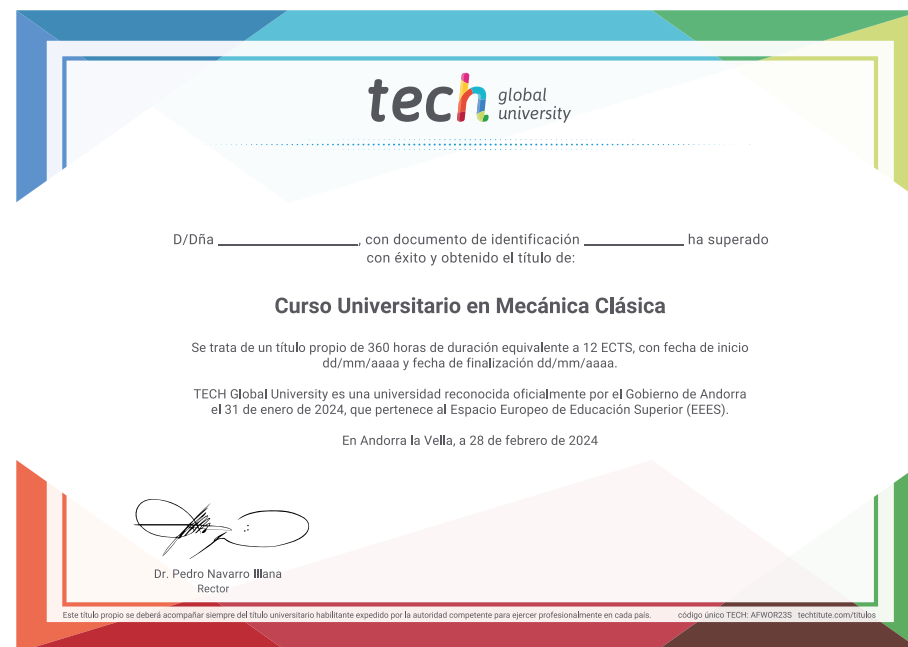 tech global university
D/Dña ____________________, con documento de identificación ______________ ha superado
con éxito y obtenido el título de:
Curso Universitario en Mecánica Clásica
Se trata de un título propio de 360 horas de duración equivalente a 12 ECTS, con fecha de inicio
dd/mm/aaaa y fecha de finalización dd/mm/aaaa.
TECH Global University es una universidad reconocida oficialmente por el Gobierno de Andorra
el 31 de enero de 2024, que pertenece al Espacio Europeo de Educación Superior (EEES).
En Andorra la Vella, a 28 de febrero de 2024
Dr. Pedro Navarro Illana
Rector
Este título propio se deberá acompañar siempre del título universitario habilitante expedido por la autoridad competente para ejercer profesionalmente en cada país. código único TECH: AFWOR23S techtitute.com/titulos